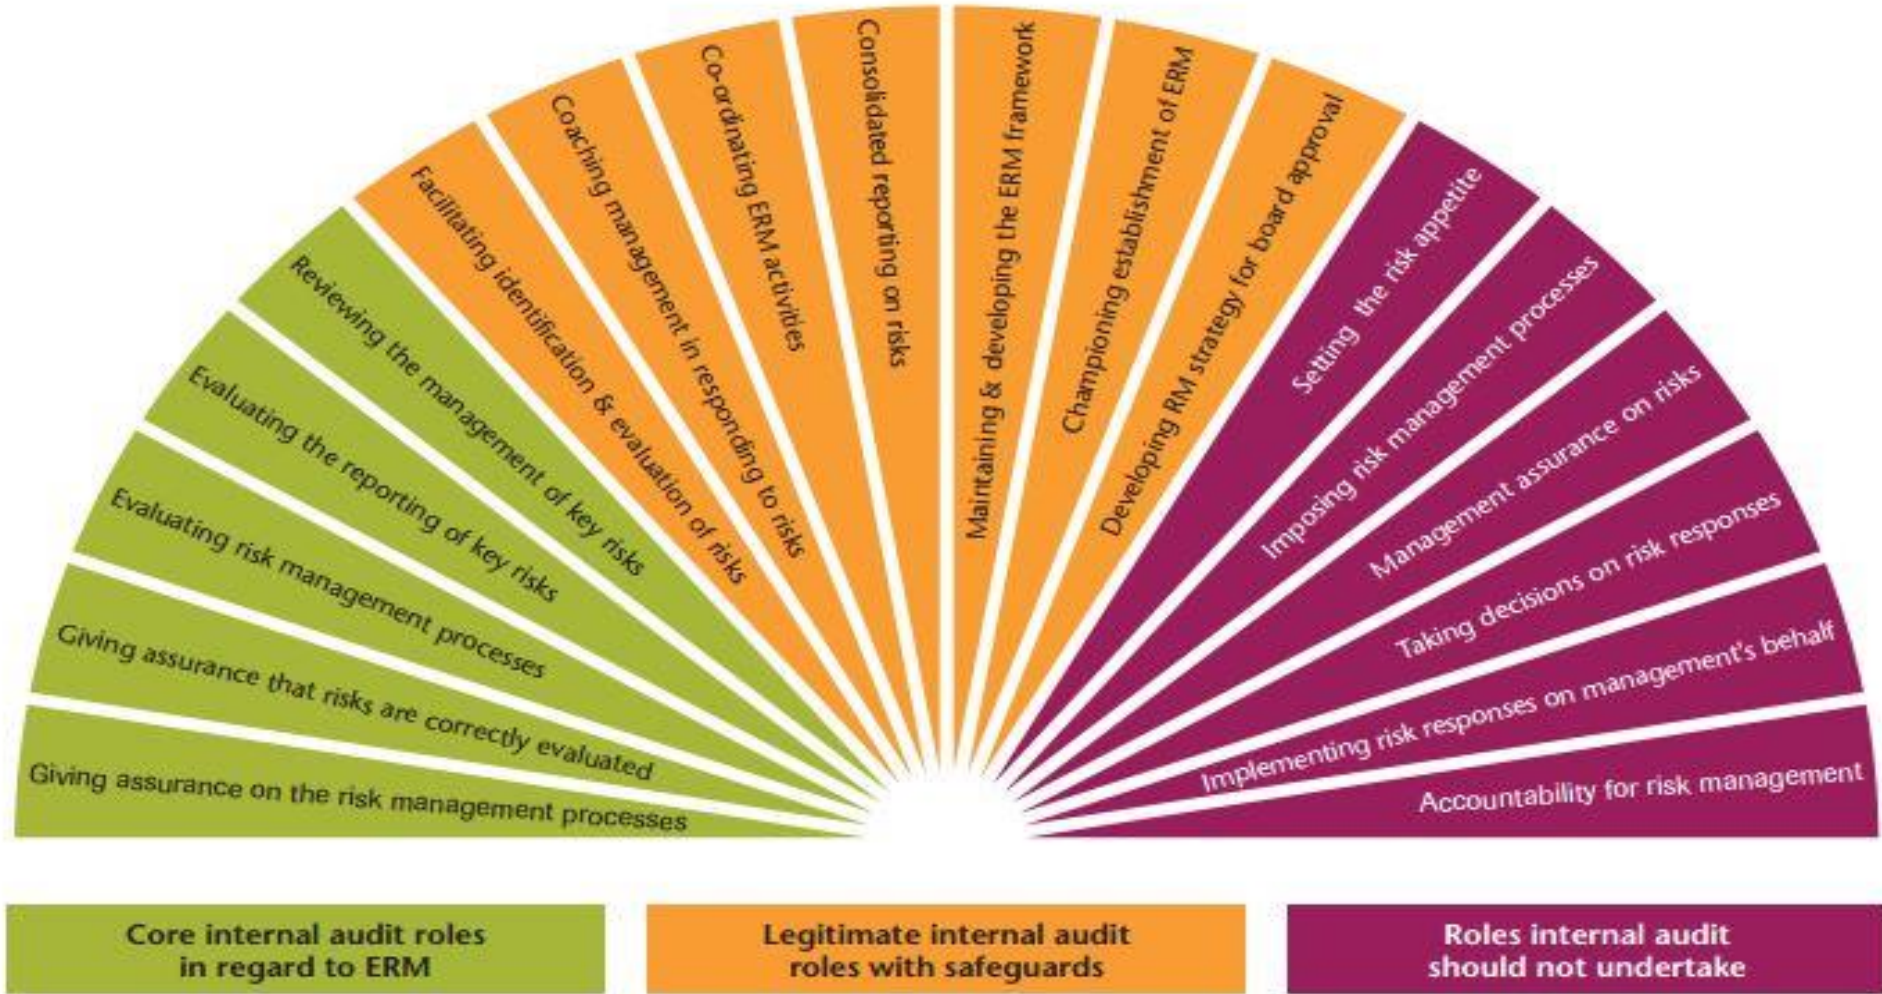 Giving assurance on the risk management processes
Giving assurance that risks are correctly evaluated
Evaluating risk management processes
Evaluating the reporting of key risks
Reviewing the management of key risks
Facilitating identification & evaluation of risks
Coaching management in responding to risks
Co-ordinating ERM activities
Consolidated reporting on risks
Maintaining & developing the ERM framework
Championing establishment of ERM
Developing RM strategy for board approval
Setting the risk appetite
Imposing risk management processes
Management assurance on risks
Taking decisions on risk responses
Implementing risk responses on management's behalf
Accountability for risk management
Core internal audit roles
in regard to ERM
Legitimate internal audit
roles with safeguards
Roles internal audit
should not undertake